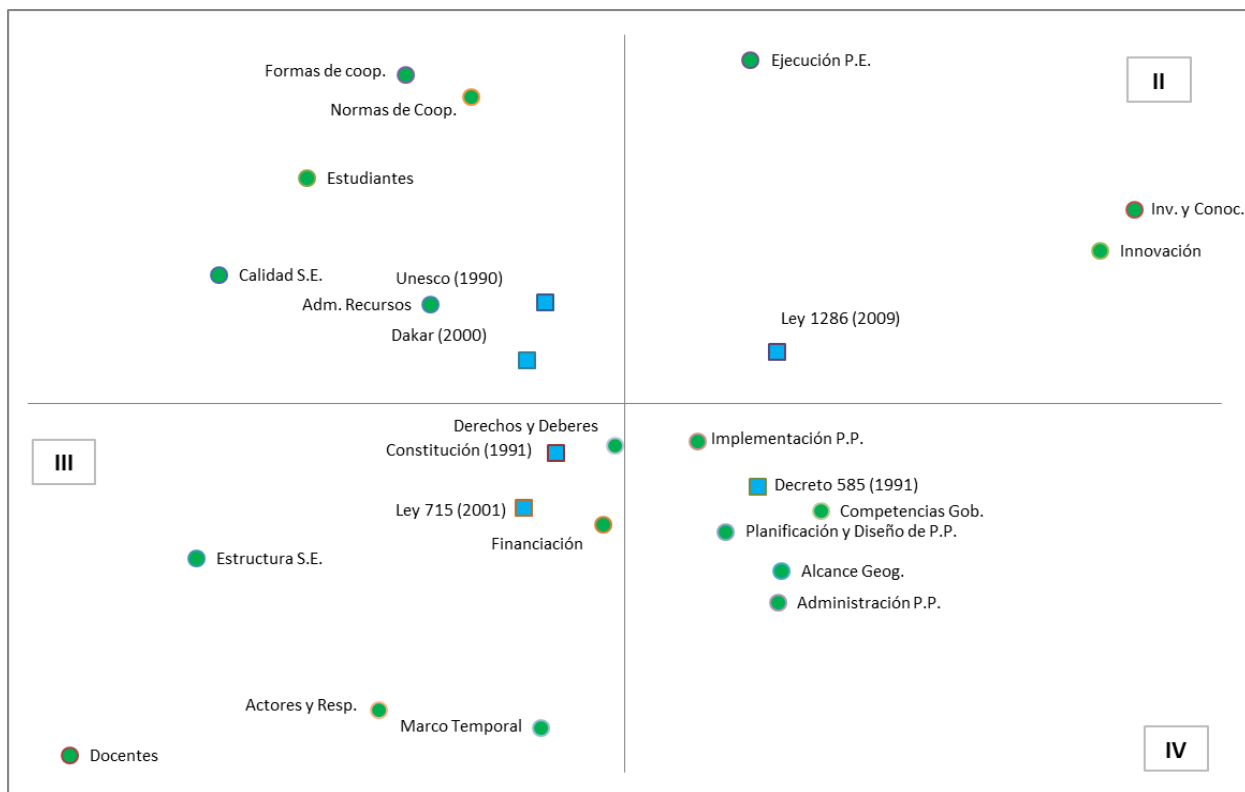 Ejecución P.E.
Formas de coop.
II
Normas de Coop.
Estudiantes
Inv. y Conoc.
Innovación
Calidad S.E.
Unesco (1990)
Adm. Recursos
Ley 1286 (2009)
Dakar (2000)
Derechos y Deberes
Implementación P.P.
Constitución (1991)
III
Decreto 585 (1991)
Ley 715 (2001)
Competencias Gob.
Planificación y Diseño de P.P.
Financiación
Estructura S.E.
Alcance Geog.
Administración P.P.
Actores y Resp.
Marco Temporal
IV
Docentes